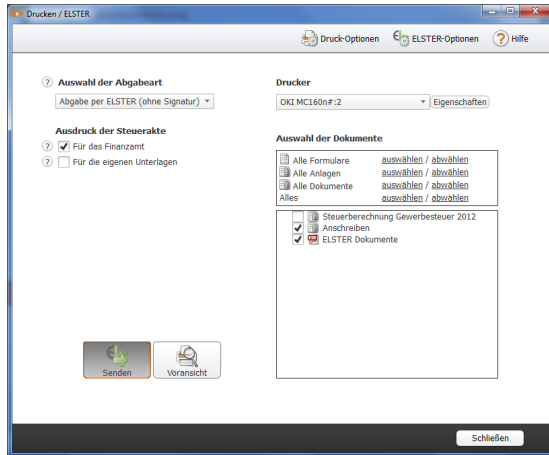 Drucken / ELSTER
Druck-Optionen ELSTER-Optionen Hilfe
Auswahl der Abgabeart
Abgabe per ELSTER (ohne Signatur)
Ausdruck der Steuerakte
Für das Finanzamt
Für die eigenen Unterlagen
Drucker
OKI MC160n#:2 Eigenschaften
Auswahl der Dokumente
Alle Formulare auswählen / abwählen
Alle Anlagen auswählen / abwählen
Alle Dokumente auswählen / abwählen
Alles auswählen / abwählen
Steuerberechnung Gewerbesteuer 2012
Anschreiben
ELSTER Dokumente
Senden Voransicht
Schließen